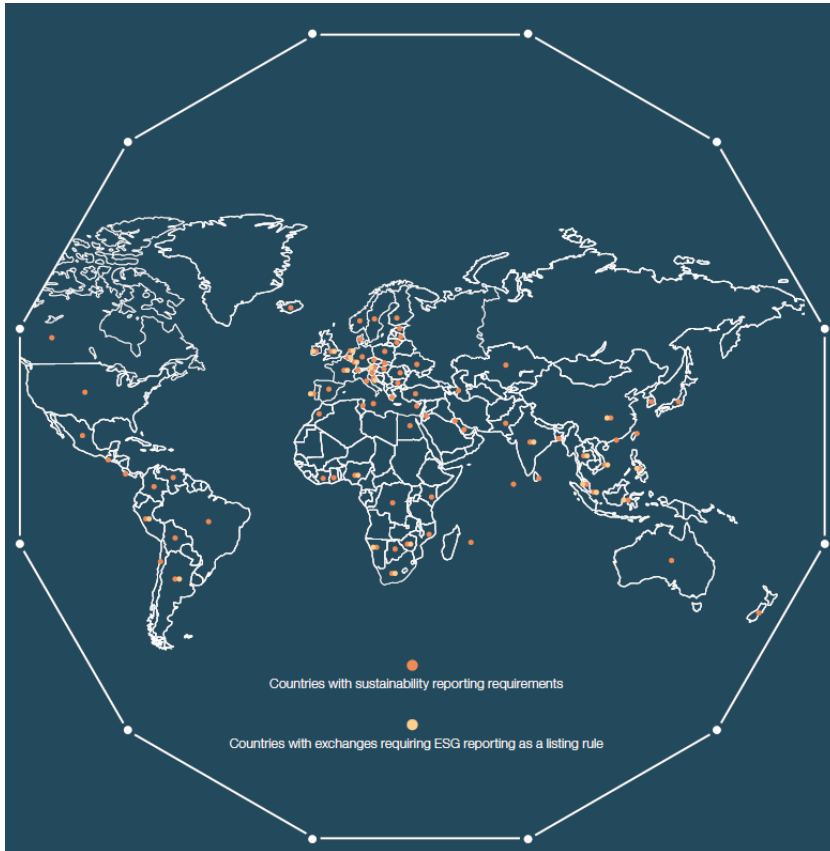 Countries with sustainability reporting requirements
Countries with exchanges requiring ESG reporting as a listing rule